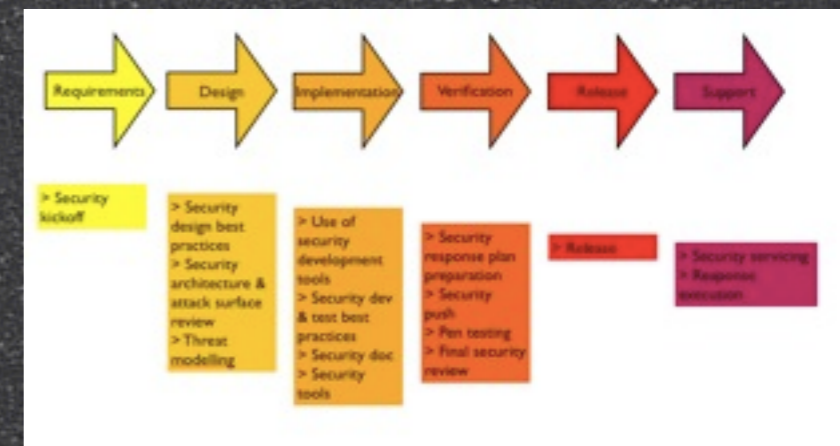 Requirements
Design
Implementation
Verification
Release
Support
> Security
kickoff
> Security
design best
practices
> Security
architecture &
attack surface
review
> Threat
modelling
> Use of
security
development
tools
> Security dev
& test best
practices
> Security doc
> Security
tools
> Security
response plan
preparation
> Security
push
> Pen testing
> Final security
review
> Release
> Security servicing
> Response
execution